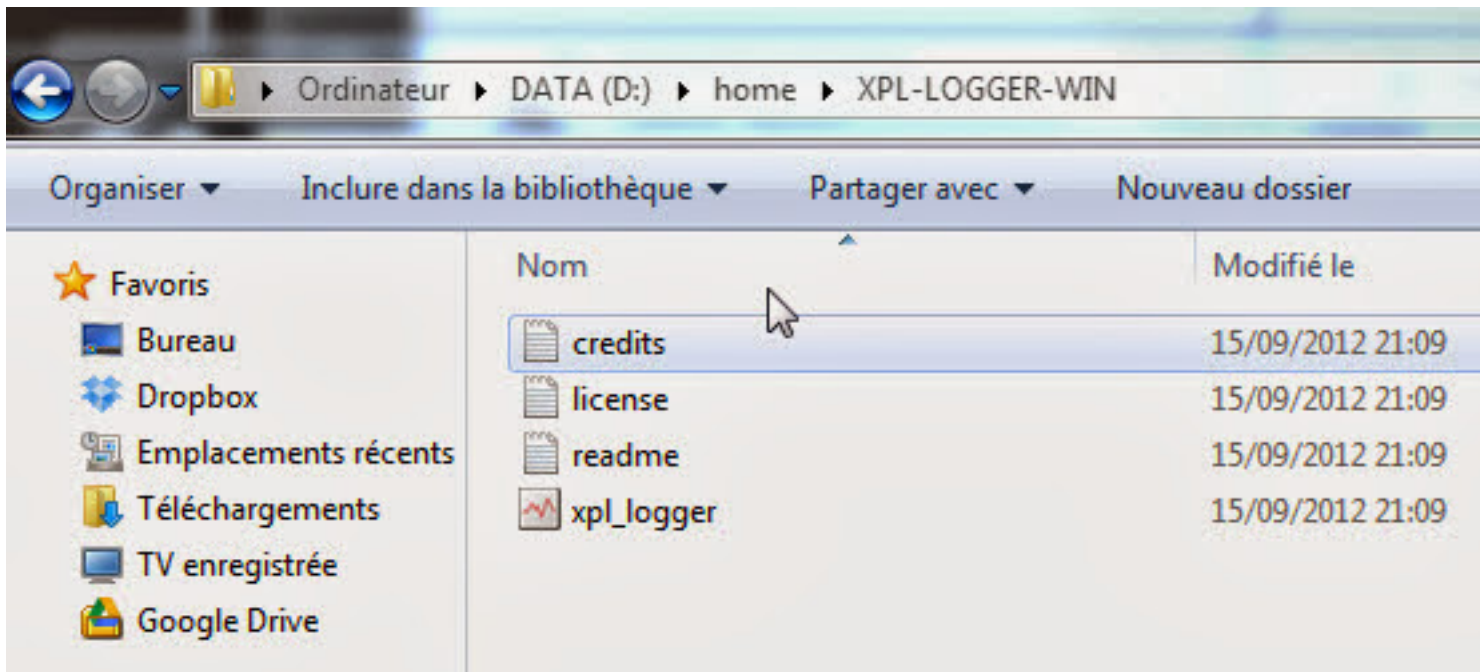 Ordinateur DATA (D:) home XPL-LOGGER-WIN
Organiser Inclure dans la bibliothèque Partager avec Nouveau dossier
Favoris
Bureau
Dropbox
Emplacements récents
Téléchargements
TV enregistrée
Google Drive
Nom Modifié le
credits 15/09/2012 21:09
license 15/09/2012 21:09
readme 15/09/2012 21:09
xpl_logger 15/09/2012 21:09